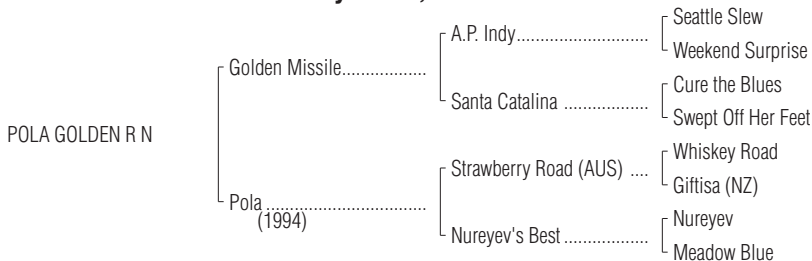 Seattle Slew
A.P. Indy............................
Weekend Surprise
Golden Missile..................
Cure the Blues
Santa Catalina ..................
Swept Off Her Feet
POLA GOLDEN R N
Whiskey Road
Strawberry Road (AUS) ....
Giftisa (NZ)
Pola ..................................
(1994)
Nureyev
Nureyev's Best ..................
Meadow Blue